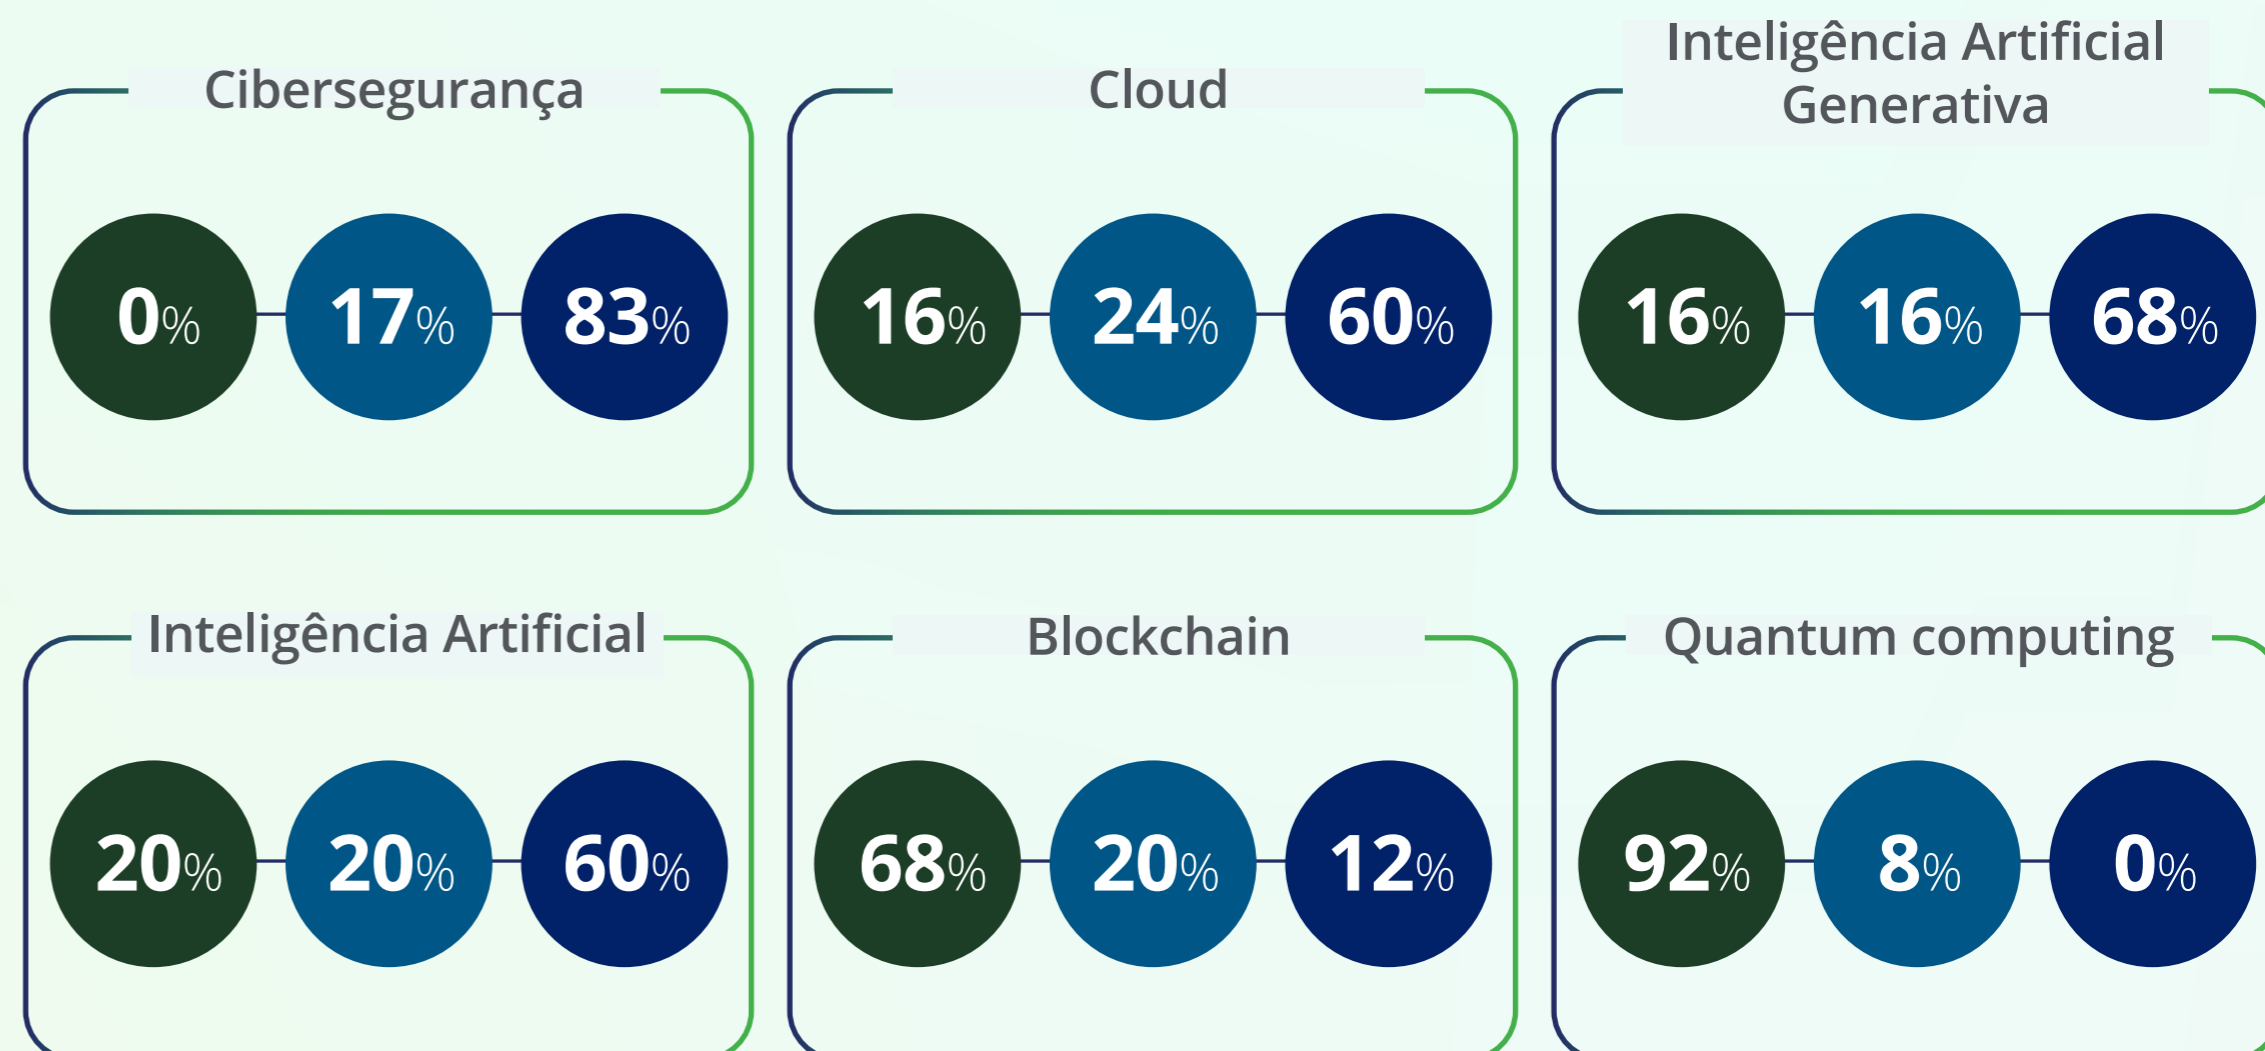 Cibersegurança
0% 17% 83%
Cloud
16% 24% 60%
Inteligência Artificial
Generativa
16% 16% 68%
Inteligência Artificial
20% 20% 60%
Blockchain
68% 20% 12%
Quantum computing
92% 8% 0%